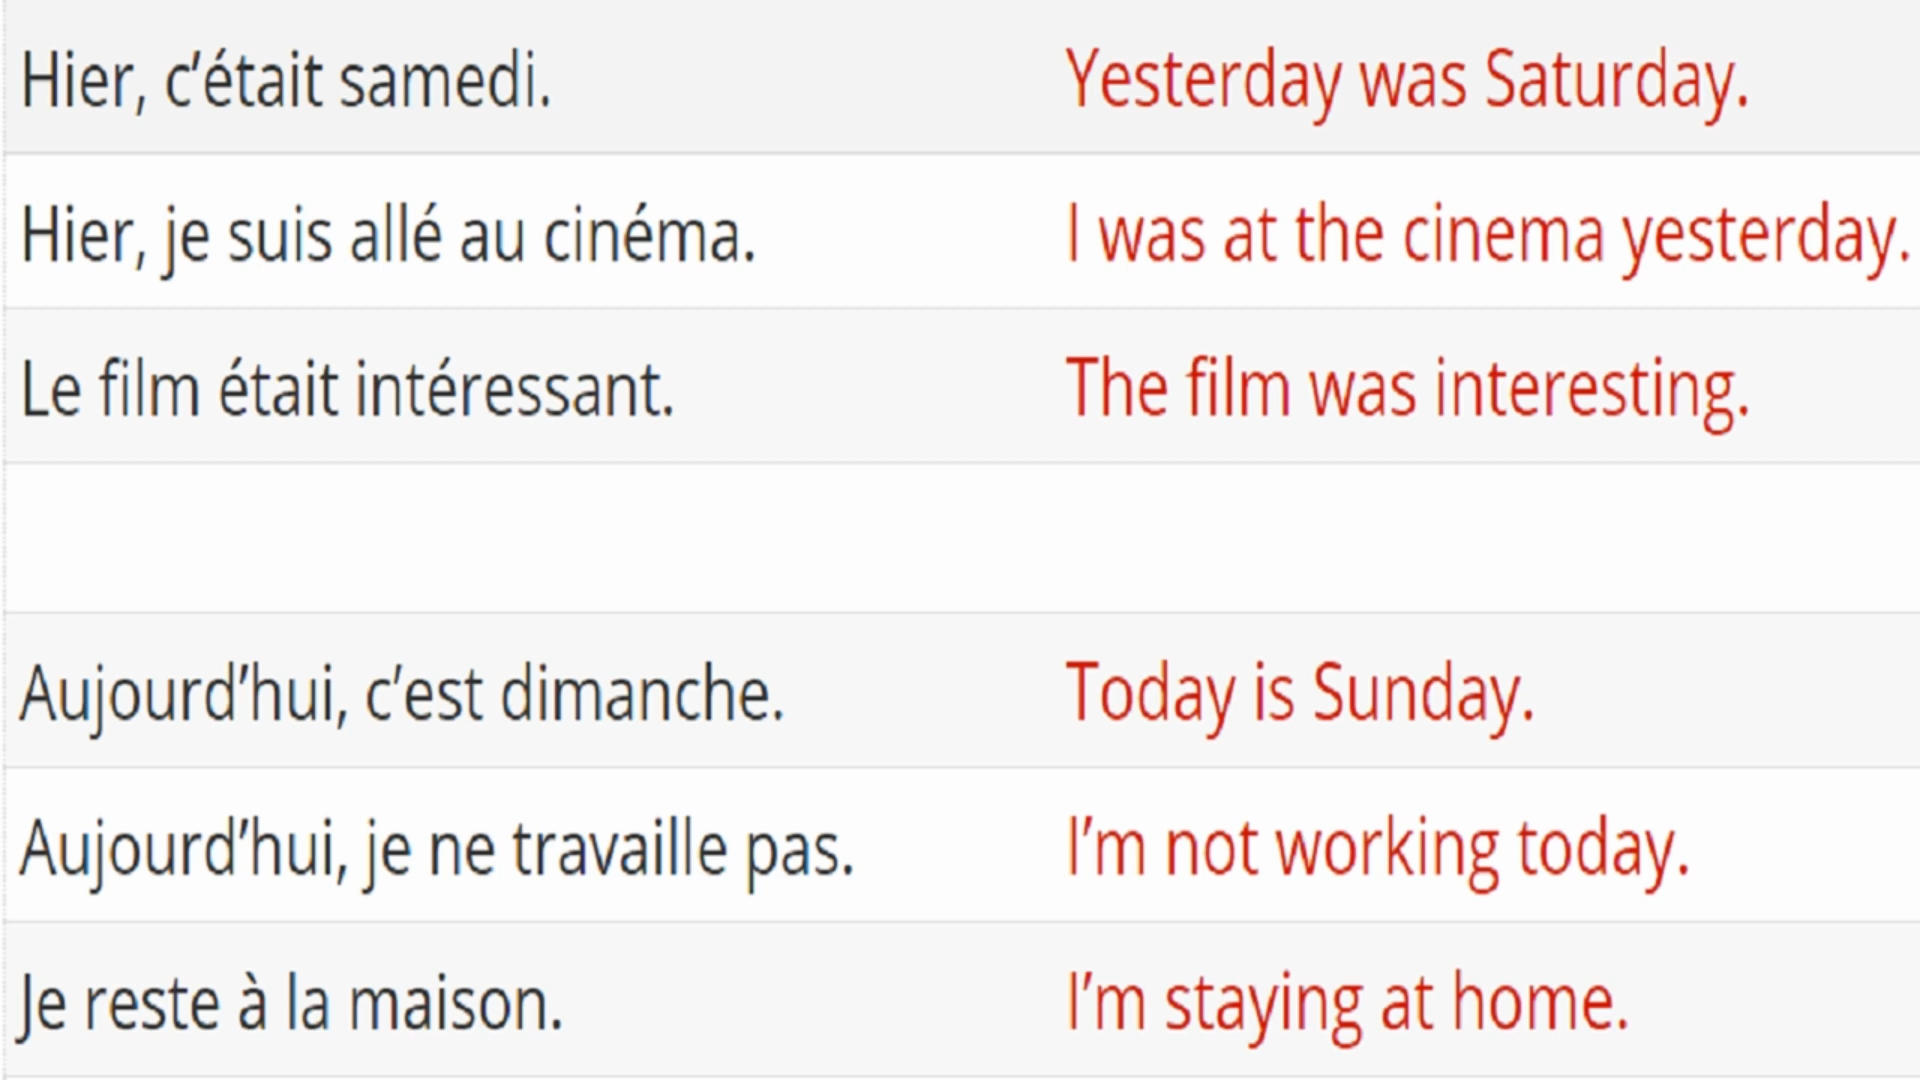 Hier, c’était samedi. Yesterday was Saturday.
Hier, je suis allé au cinéma. I was at the cinema yesterday.
Le film était intéressant. The film was interesting.
Aujourd’hui, c’est dimanche. Today is Sunday.
Aujourd’hui, je ne travaille pas. I’m not working today.
Je reste à la maison. I’m staying at home.